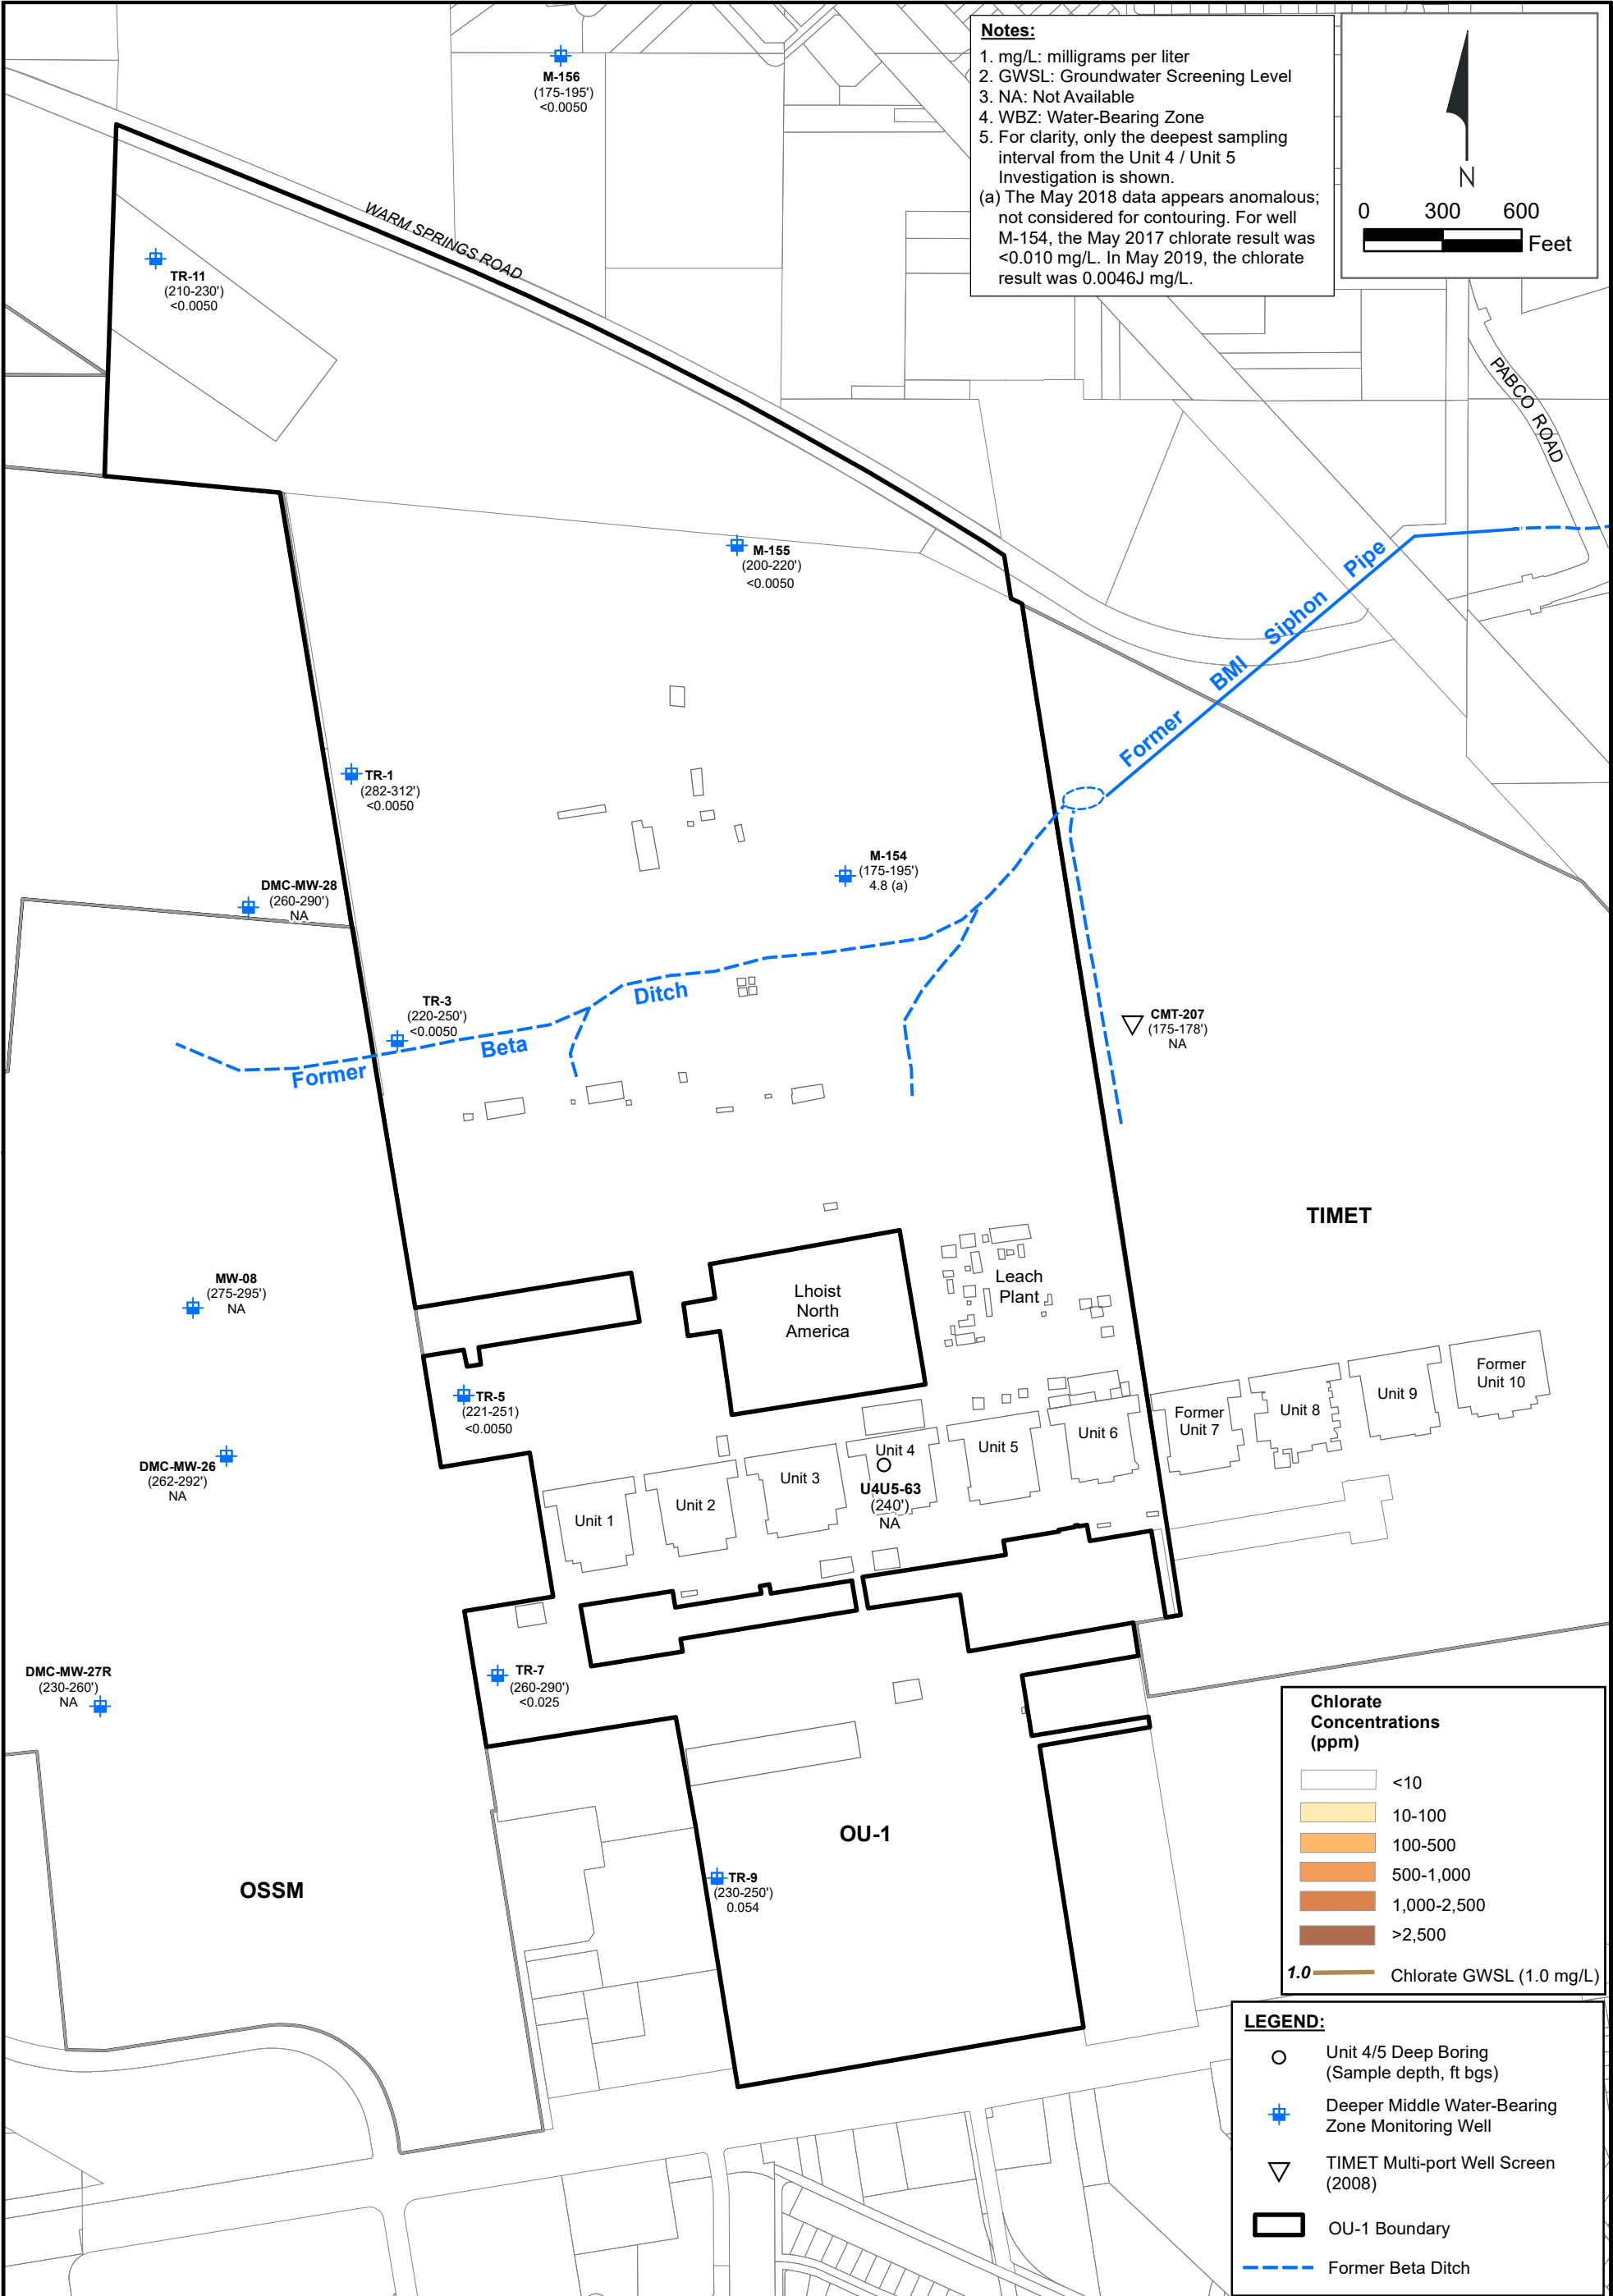 Notes:
1. mg/L: milligrams per liter
2. GWSL: Groundwater Screening Level
3. NA: Not Available
4. WBZ: Water-Bearing Zone
5. For clarity, only the deepest sampling
interval from the Unit 4 / Unit 5
Investigation is shown.
(a) The May 2018 data appears anomalous;
not considered for contouring. For well
M-154, the May 2017 chlorate result was
<0.010 mg/L. In May 2019, the chlorate
result was 0.0046J mg/L.
N
0 300 600
Feet
M-156
(175-195')
<0.0050
WARM SPRINGS ROAD
TR-11
(210-230')
<0.0050
PABCO ROAD
M-155
(200-220')
<0.0050
Former BMI Siphon Pipe
TR-1
(282-312')
<0.0050
M-154
(175-195')
4.8 (a)
DMC-MW-28
(260-290')
NA
TR-3
(220-250')
<0.0050
Former Beta Ditch
CMT-207
(175-178')
NA
TIMET
MW-08
(275-295')
NA
Lhoist
North
America
Leach
Plant
TR-5
(221-251)
<0.0050
DMC-MW-26
(262-292')
NA
Unit 1
Unit 2
Unit 3
Unit 4
U4U5-63
(240')
NA
Unit 5
Unit 6
Former
Unit 7
Unit 8
Unit 9
Former
Unit 10
DMC-MW-27R
(230-260')
NA
TR-7
(260-290')
<0.025
OU-1
OSSM
TR-9
(230-250')
0.054
Chlorate
Concentrations
(ppm)
<10
10-100
100-500
500-1,000
1,000-2,500
>2,500
1.0 Chlorate GWSL (1.0 mg/L)
LEGEND:
Unit 4/5 Deep Boring
(Sample depth, ft bgs)
Deeper Middle Water-Bearing
Zone Monitoring Well
TIMET Multi-port Well Screen
(2008)
OU-1 Boundary
Former Beta Ditch